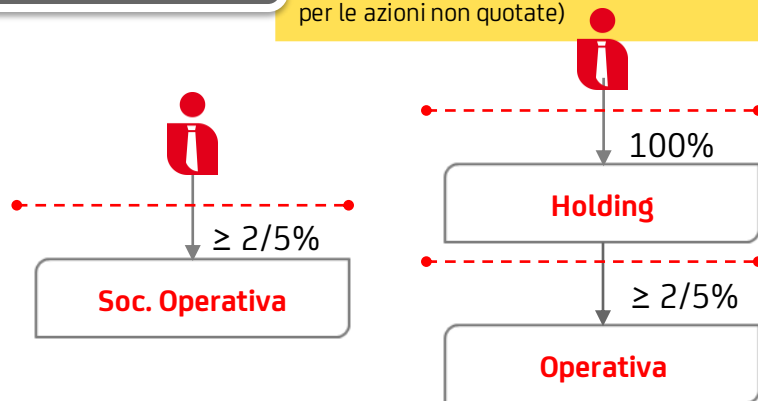 per le azioni non quotate)
≥ 2/5%
Soc. Operativa
100%
Holding
≥ 2/5%
Operativa